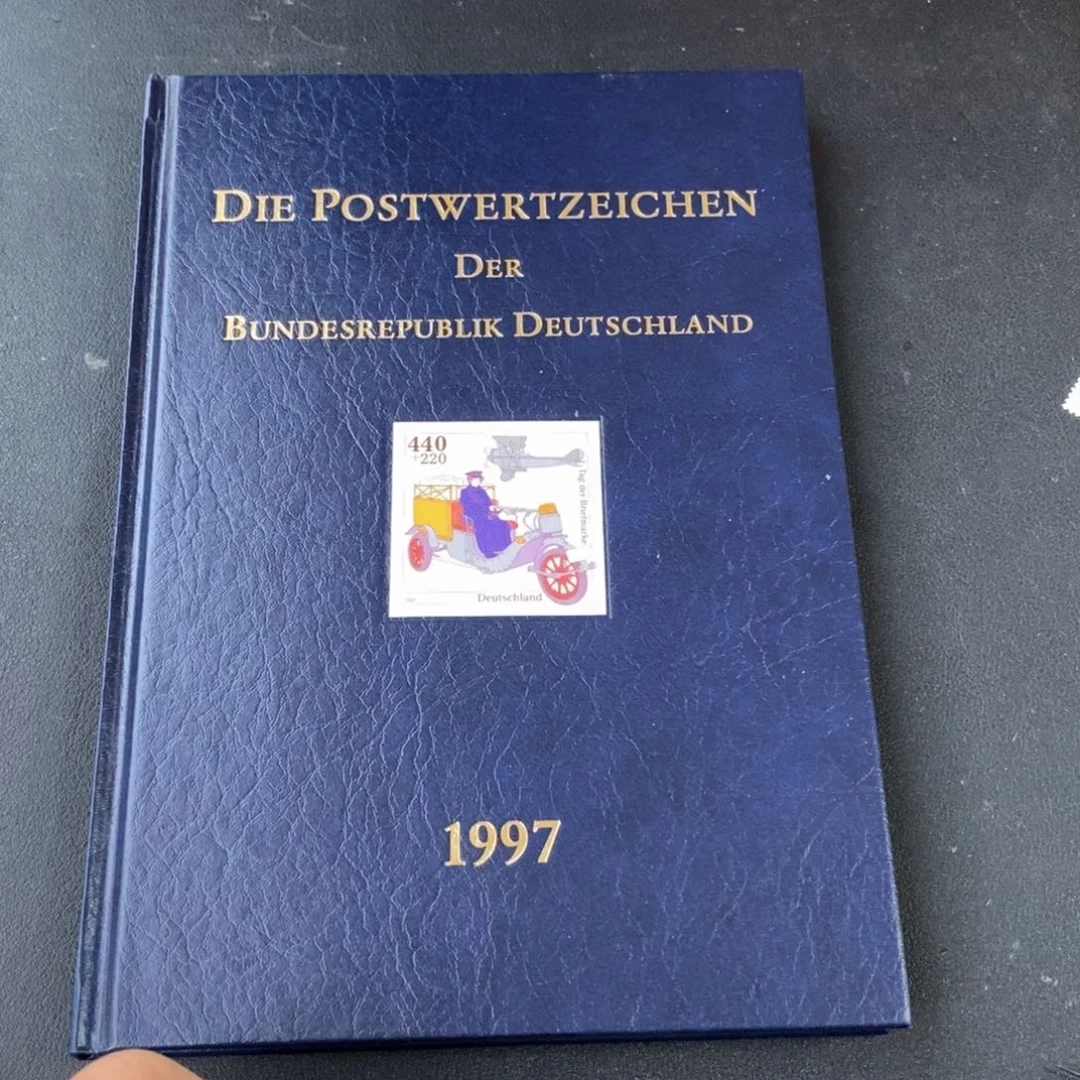 DIE POSTWERTZEICHEN
DER
BUNDESREPUBLIK DEUTSCHLAND
440
+220
Tag der Briefmarke
Deutschland
1997